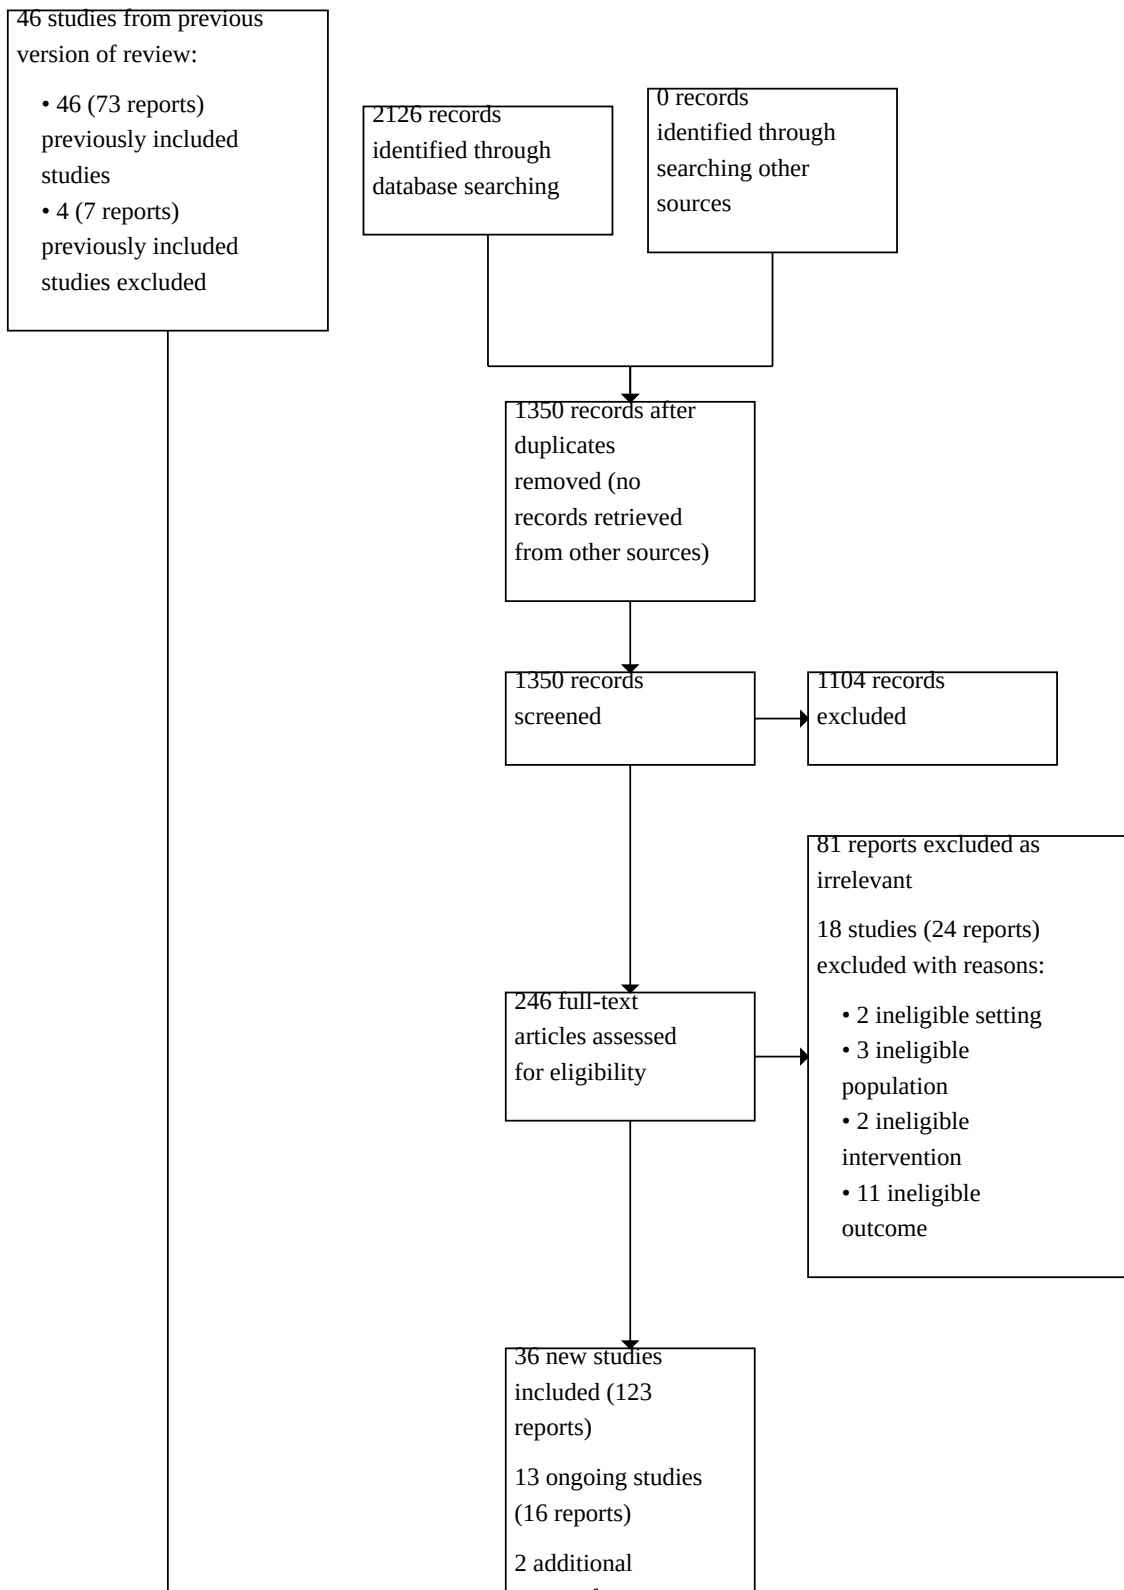 46 studies from previous
version of review:
• 46 (73 reports)
previously included
studies
• 4 (7 reports)
previously included
studies excluded
2126 records
identified through
database searching
0 records
identified through
searching other
sources
1350 records after
duplicates
removed (no
records retrieved
from other sources)
1350 records
screened
1104 records
excluded
246 full-text
articles assessed
for eligibility
81 reports excluded as
irrelevant
18 studies (24 reports)
excluded with reasons:
• 2 ineligible setting
• 3 ineligible
population
• 2 ineligible
intervention
• 11 ineligible
outcome
36 new studies
included (123
reports)
13 ongoing studies
(16 reports)
2 additional